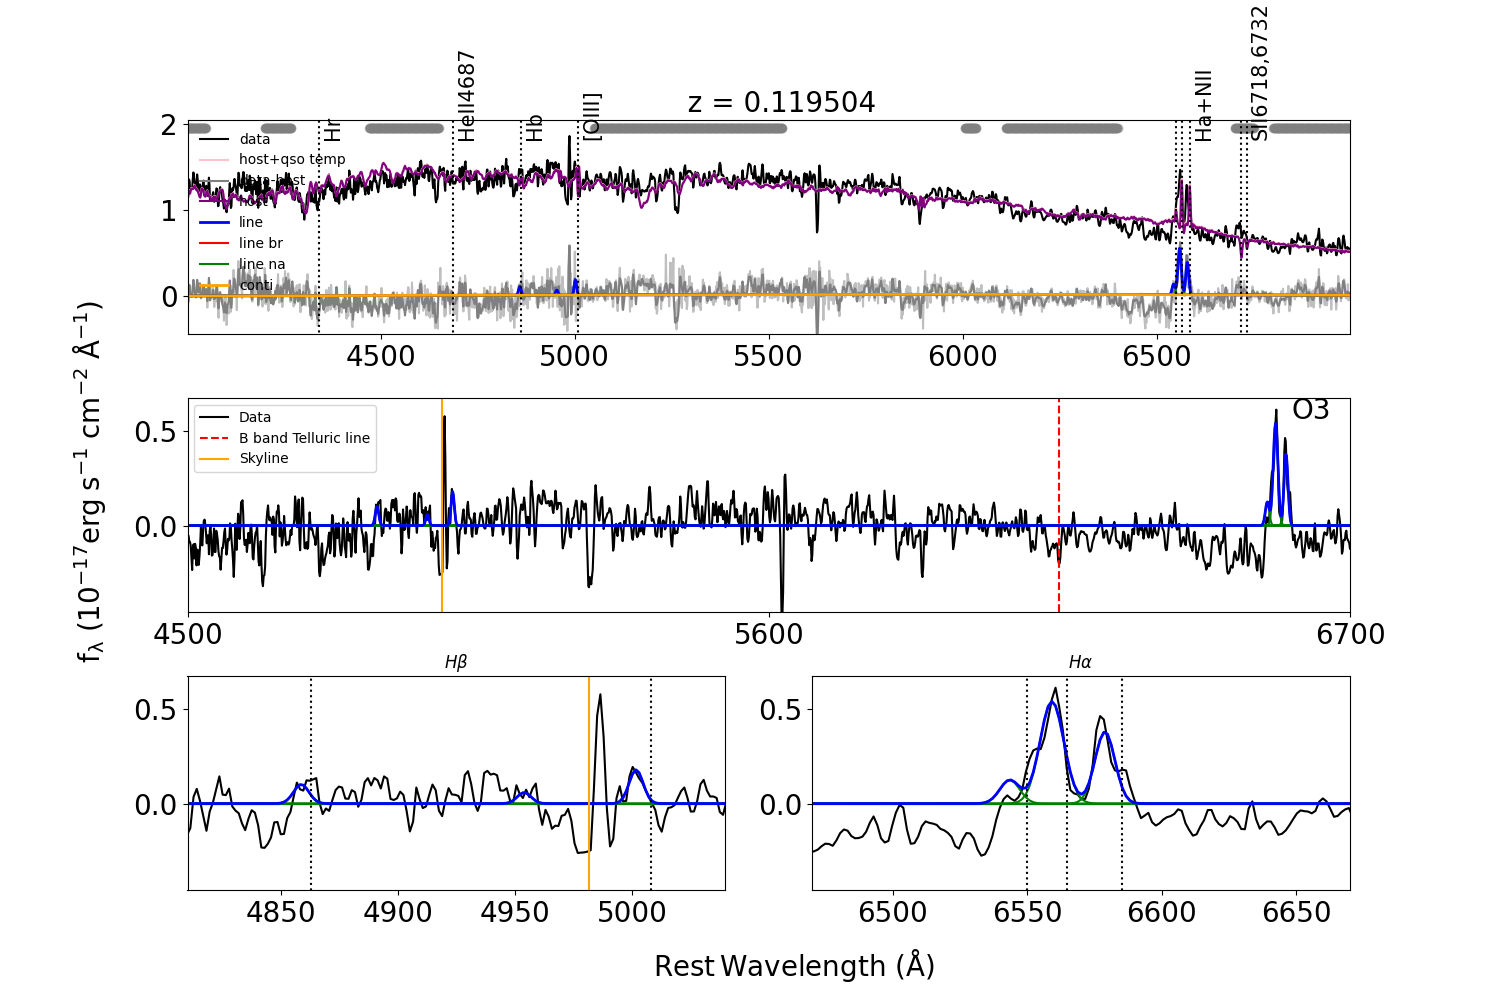 z = 0.119504
Hr
HeII4687
Hb
[OIII]
Ha+NII
SII6718,6732
data
host+qso temp
data-host
host
line
line br
line na
conti
2
1
0
4500 5000 5500 6000 6500
Data
B band Telluric line
Skyline
O3
0.5
0.0
4500 5600 6700
fλ (10−17erg s−1 cm−2 Å−1)
Hβ
0.5
0.0
4850 4900 4950 5000
Hα
0.5
0.0
6500 6550 6600 6650
Rest Wavelength (Å)